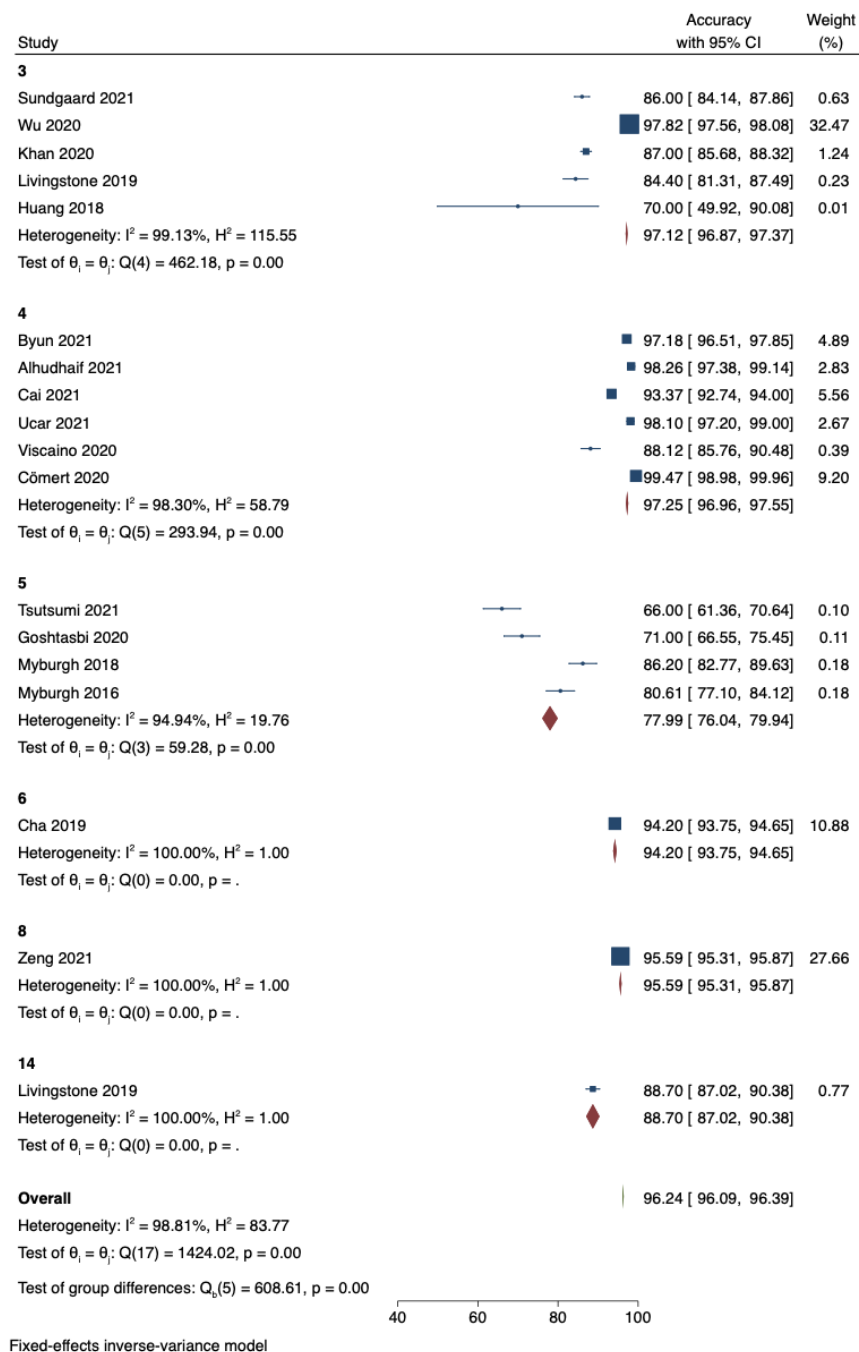 Accuracy Weight
Study with 95% CI (%)
3
Sundgaard 2021 86.00 [ 84.14, 87.86] 0.63
Wu 2020 97.82 [ 97.56, 98.08] 32.47
Khan 2020 87.00 [ 85.68, 88.32] 1.24
Livingstone 2019 84.40 [ 81.31, 87.49] 0.23
Huang 2018 70.00 [ 49.92, 90.08] 0.01
Heterogeneity: I² = 99.13%, H² = 115.55 97.12 [ 96.87, 97.37]
Test of θᵢ = θⱼ: Q(4) = 462.18, p = 0.00
4
Byun 2021 97.18 [ 96.51, 97.85] 4.89
Alhudhaif 2021 98.26 [ 97.38, 99.14] 2.83
Cai 2021 93.37 [ 92.74, 94.00] 5.56
Ucar 2021 98.10 [ 97.20, 99.00] 2.67
Viscaino 2020 88.12 [ 85.76, 90.48] 0.39
Cömert 2020 99.47 [ 98.98, 99.96] 9.20
Heterogeneity: I² = 98.30%, H² = 58.79 97.25 [ 96.96, 97.55]
Test of θᵢ = θⱼ: Q(5) = 293.94, p = 0.00
5
Tsutsumi 2021 66.00 [ 61.36, 70.64] 0.10
Goshtasbi 2020 71.00 [ 66.55, 75.45] 0.11
Myburgh 2018 86.20 [ 82.77, 89.63] 0.18
Myburgh 2016 80.61 [ 77.10, 84.12] 0.18
Heterogeneity: I² = 94.94%, H² = 19.76 77.99 [ 76.04, 79.94]
Test of θᵢ = θⱼ: Q(3) = 59.28, p = 0.00
6
Cha 2019 94.20 [ 93.75, 94.65] 10.88
Heterogeneity: I² = 100.00%, H² = 1.00 94.20 [ 93.75, 94.65]
Test of θᵢ = θⱼ: Q(0) = 0.00, p = .
8
Zeng 2021 95.59 [ 95.31, 95.87] 27.66
Heterogeneity: I² = 100.00%, H² = 1.00 95.59 [ 95.31, 95.87]
Test of θᵢ = θⱼ: Q(0) = 0.00, p = .
14
Livingstone 2019 88.70 [ 87.02, 90.38] 0.77
Heterogeneity: I² = 100.00%, H² = 1.00 88.70 [ 87.02, 90.38]
Test of θᵢ = θⱼ: Q(0) = 0.00, p = .
Overall 96.24 [ 96.09, 96.39]
Heterogeneity: I² = 98.81%, H² = 83.77
Test of θᵢ = θⱼ: Q(17) = 1424.02, p = 0.00
Test of group differences: Q_b(5) = 608.61, p = 0.00
40 60 80 100
Fixed-effects inverse-variance model